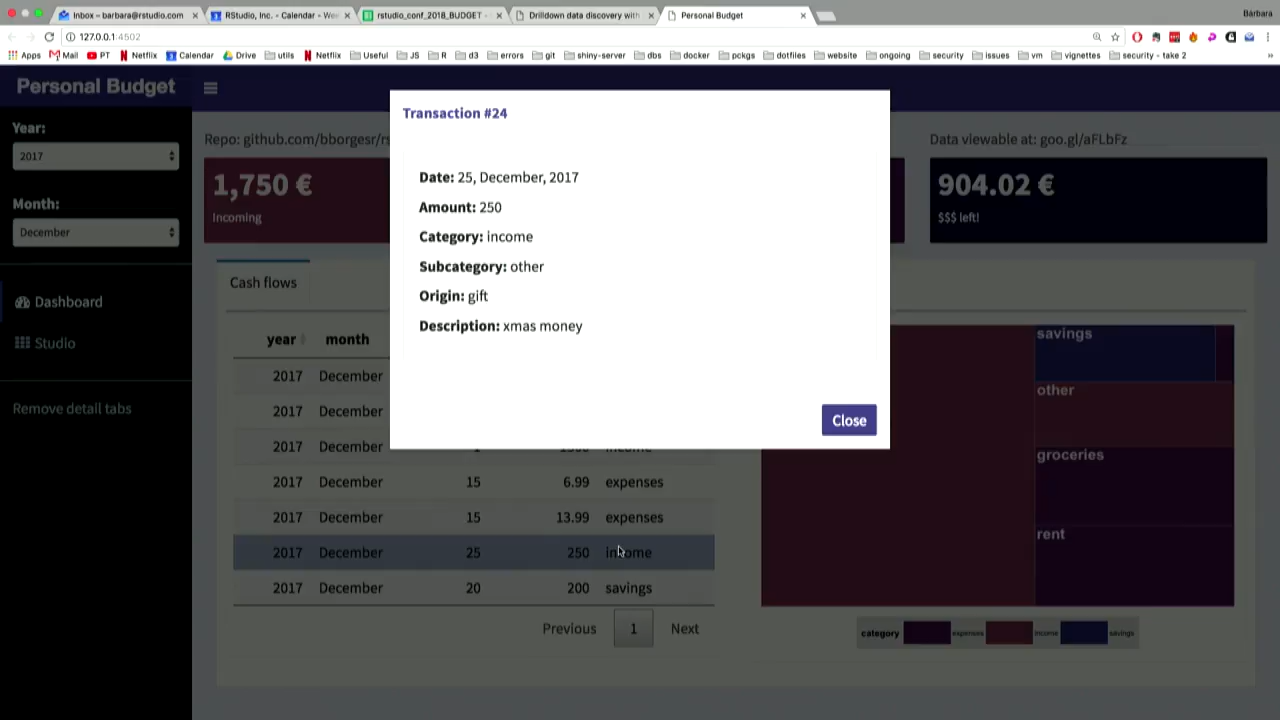 Inbox – barbara@rstudio.com
RStudio, Inc. - Calendar - We
rstudio_conf_2018_BUDGET -
Drilldown data discovery with
Personal Budget
Bárbara
127.0.0.1:4502
Apps
Mail
PT
Netflix
Calendar
Drive
utils
Netflix
Useful
JS
R
d3
errors
git
shiny-server
dbs
docker
pckgs
dotfiles
website
ongoing
security
issues
vm
vignettes
security - take 2
»
Personal Budget
Year:
2017
Month:
December
Dashboard
Studio
Remove detail tabs
Repo: github.com/bborgesr/rs
Data viewable at: goo.gl/aFLbFz
1,750 €
Incoming
904.02 €
$$$ left!
Transaction #24
Date: 25, December, 2017
Amount: 250
Category: income
Subcategory: other
Origin: gift
Description: xmas money
Close
Cash flows
year month
2017 December
2017 December
2017 December
2017 December 15 6.99 expenses
2017 December 15 13.99 expenses
2017 December 25 250 income
2017 December 20 200 savings
Previous 1 Next
savings
other
groceries
rent
category expenses income savings